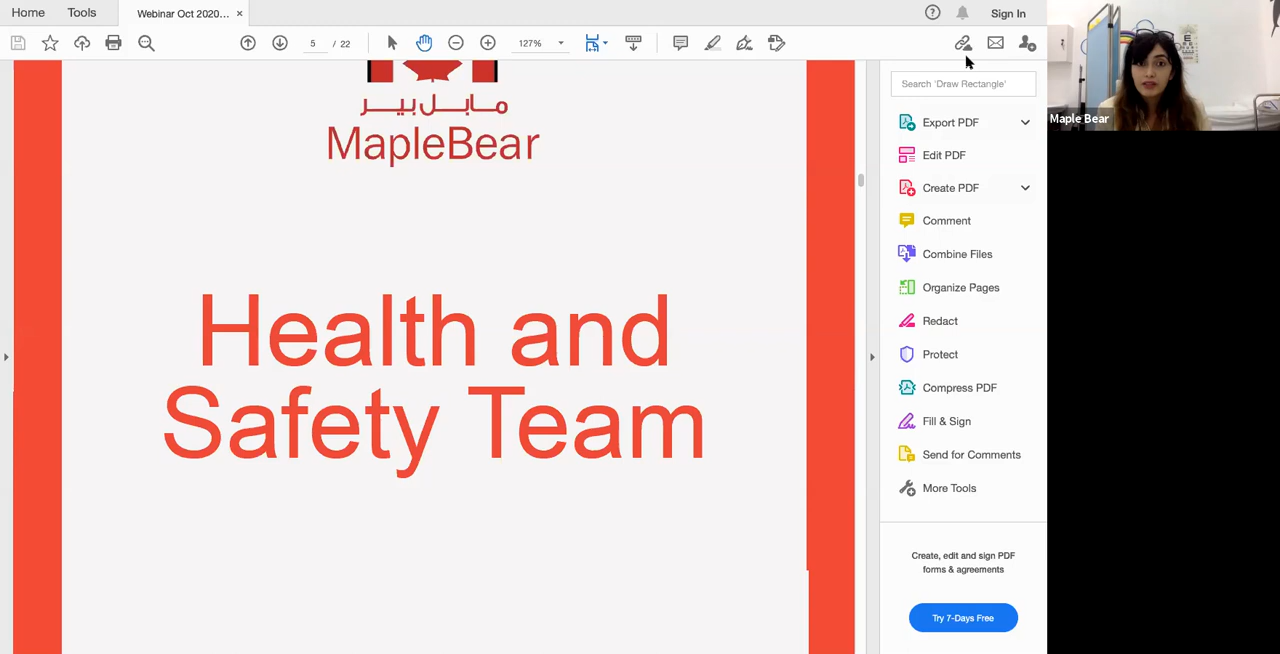 Home
Tools
Webinar Oct 2020...
×
Sign In
5 / 22
127%
مابل بير
MapleBear
Health and
Safety Team
Search 'Draw Rectangle'
Export PDF
Edit PDF
Create PDF
Comment
Combine Files
Organize Pages
Redact
Protect
Compress PDF
Fill & Sign
Send for Comments
More Tools
Create, edit and sign PDF
forms & agreements
Try 7-Days Free
Maple Bear